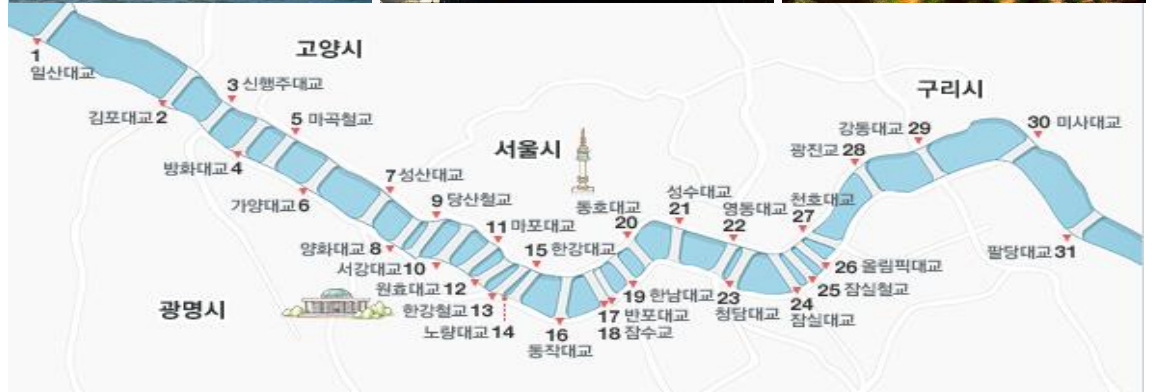 고양시
1
일산대교
3 신행주대교
김포대교 2
5 마곡철교
방화대교 4
가양대교 6
7 성산대교
서울시
9 당산철교
양화대교 8
서강대교 10
11 마포대교
원효대교 12
한강철교 13
노량대교 14
광명시
15 한강대교
16
동작대교
17 반포대교
18 잠수교
19 한남대교
동호대교
20
성수대교
21
영동대교
22
23
청담대교
24
잠실대교
25 잠실철교
26 올림픽대교
천호대교
27
구리시
광진교 28
강동대교 29
30 미사대교
팔당대교 31